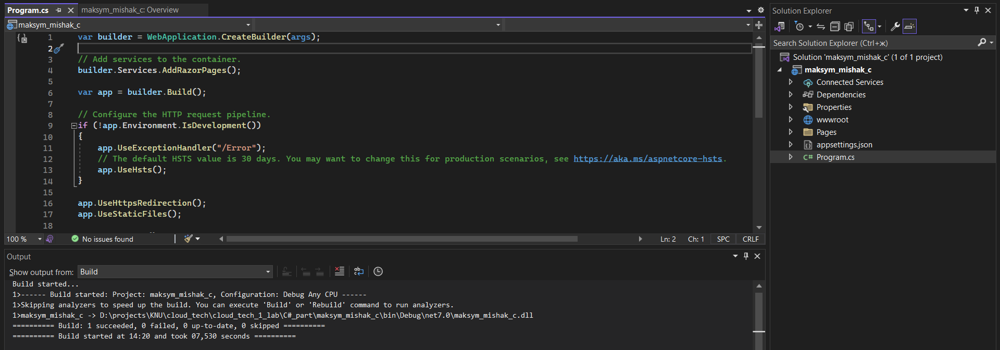 Program.cs
maksym_mishak_c: Overview
maksym_mishak_c
1 var builder = WebApplication.CreateBuilder(args);
2
3 // Add services to the container.
4 builder.Services.AddRazorPages();
5
6 var app = builder.Build();
7
8 // Configure the HTTP request pipeline.
9 if (!app.Environment.IsDevelopment())
10 {
11 app.UseExceptionHandler("/Error");
12 // The default HSTS value is 30 days. You may want to change this for production scenarios, see https://aka.ms/aspnetcore-hsts.
13 app.UseHsts();
14 }
15
16 app.UseHttpsRedirection();
17 app.UseStaticFiles();
18
100 % No issues found Ln: 2 Ch: 1 SPC CRLF
Output
Show output from: Build
Build started...
1>------ Build started: Project: maksym_mishak_c, Configuration: Debug Any CPU ------
1>Skipping analyzers to speed up the build. You can execute 'Build' or 'Rebuild' command to run analyzers.
1>maksym_mishak_c -> D:\projects\KNU\cloud_tech\cloud_tech_1_lab\C#_part\maksym_mishak_c\bin\Debug\net7.0\maksym_mishak_c.dll
========== Build: 1 succeeded, 0 failed, 0 up-to-date, 0 skipped ==========
========== Build started at 14:20 and took 07,530 seconds ==========
Solution Explorer
Search Solution Explorer (Ctrl+ж)
Solution 'maksym_mishak_c' (1 of 1 project)
maksym_mishak_c
Connected Services
Dependencies
Properties
wwwroot
Pages
appsettings.json
C# Program.cs